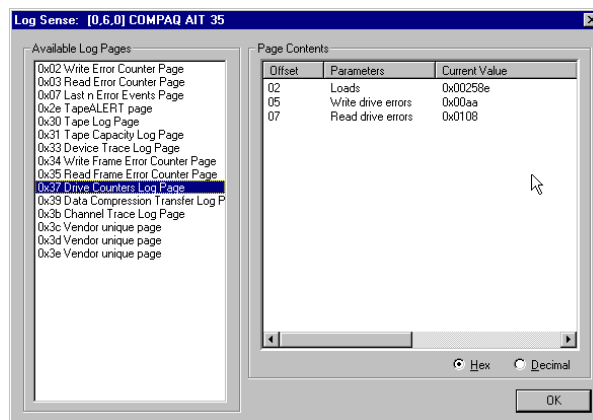 Log Sense: [0,6,0] COMPAQ AIT 35
Available Log Pages
0x02 Write Error Counter Page
0x03 Read Error Counter Page
0x07 Last n Error Events Page
0x2e TapeALERT page
0x30 Tape Log Page
0x31 Tape Capacity Log Page
0x33 Device Trace Log Page
0x34 Write Frame Error Counter Page
0x35 Read Frame Error Counter Page
0x37 Drive Counters Log Page
0x39 Data Compression Transfer Log P
0x3b Channel Trace Log Page
0x3c Vendor unique page
0x3d Vendor unique page
0x3e Vendor unique page
Page Contents
Offset Parameters Current Value
02 Loads 0x00258e
05 Write drive errors 0x00aa
07 Read drive errors 0x0108
Hex Decimal
OK